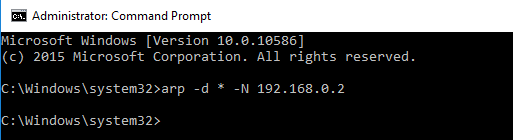 Administrator: Command Prompt
Microsoft Windows [Version 10.0.10586]
(c) 2015 Microsoft Corporation. All rights reserved.
C:\Windows\system32>arp -d * -N 192.168.0.2
C:\Windows\system32>